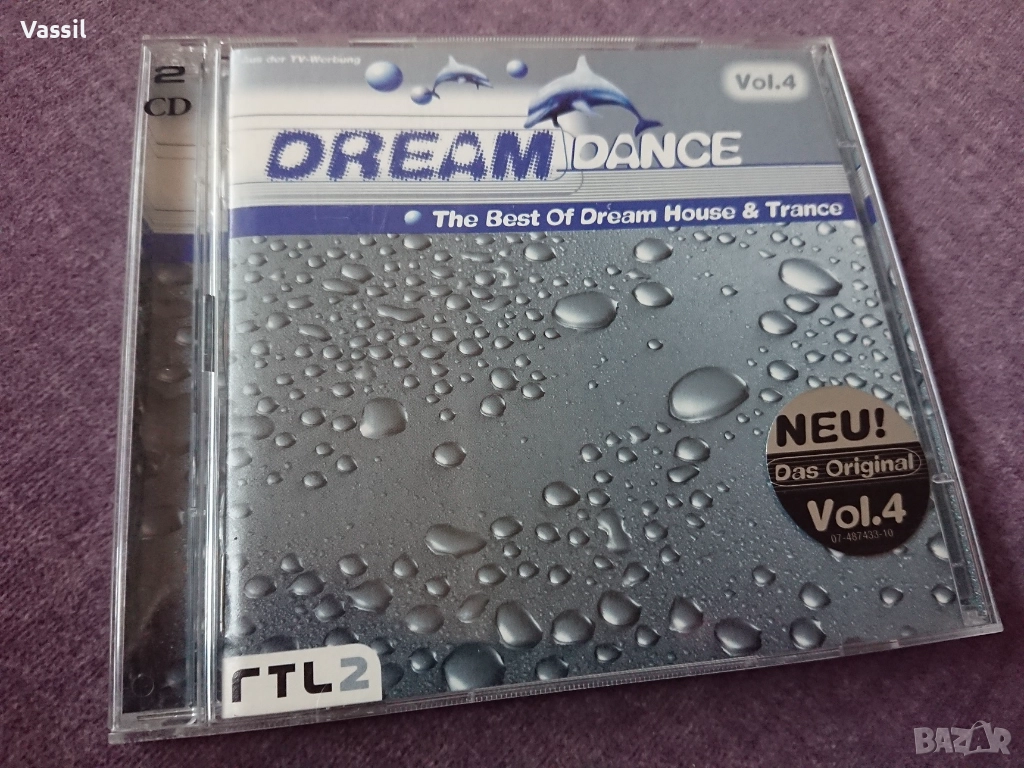 Vassil
2
CD
Aus der TV-Werbung
Vol.4
DREAM DANCE
The Best Of Dream House & Trance
NEU!
Das Original
Vol.4
07-487433-10
rTL2
BAZAR